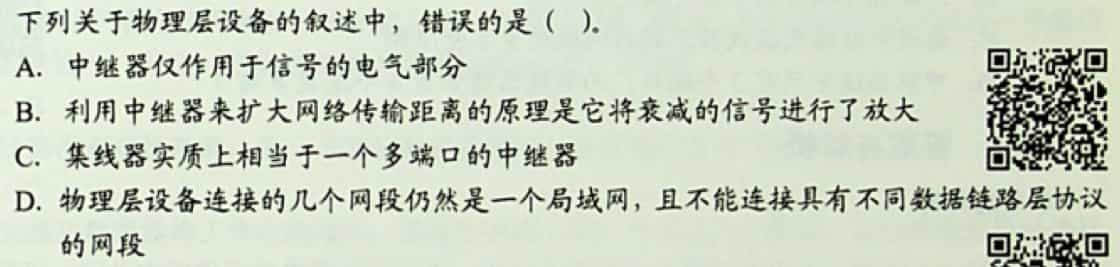 下列关于物理层设备的叙述中，错误的是（　）。
A. 中继器仅作用于信号的电气部分
B. 利用中继器来扩大网络传输距离的原理是它将衰减的信号进行了放大
C. 集线器实质上相当于一个多端口的中继器
D. 物理层设备连接的几个网段仍然是一个局域网，且不能连接具有不同数据链路层协议
的网段